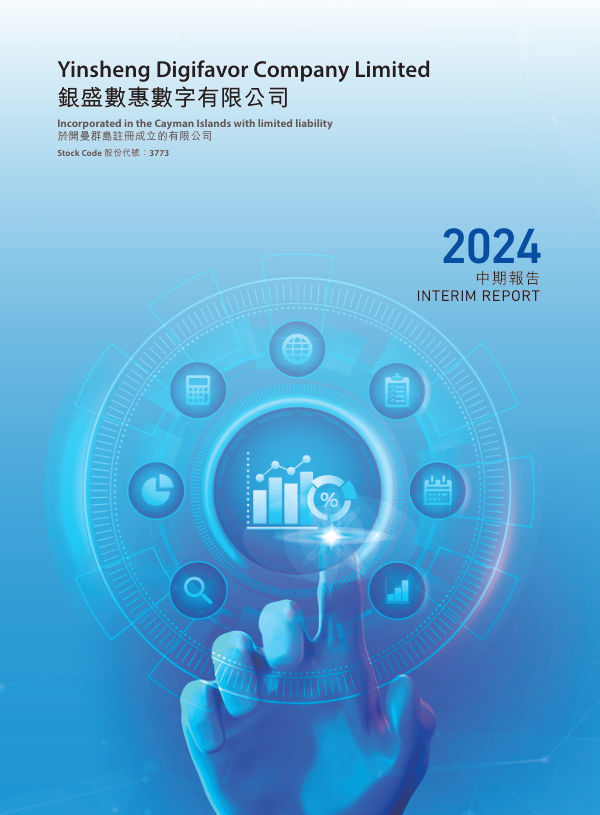 Yinsheng Digifavor Company Limited
銀盛數惠數字有限公司
Incorporated in the Cayman Islands with limited liability
於開曼群島註冊成立的有限公司
Stock Code 股份代號：3773
2024
中期報告
INTERIM REPORT
%